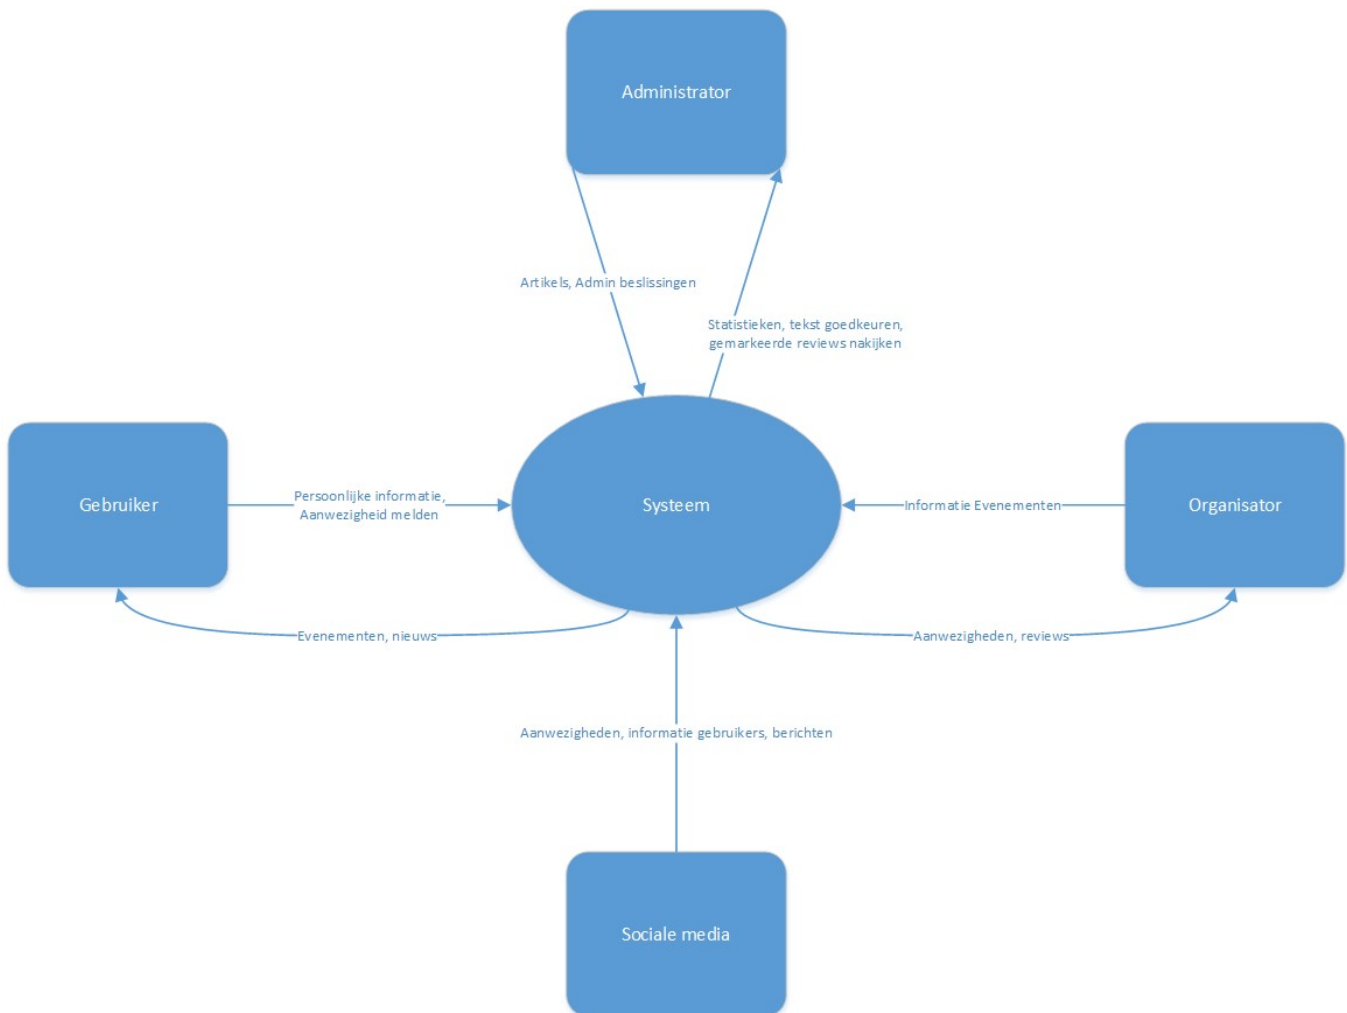 Administrator
Artikels, Admin beslissingen
Statistieken, tekst goedkeuren,
gemarkeerde reviews nakijken
Gebruiker
Persoonlijke informatie,
Aanwezigheid melden
Systeem
Informatie Evenementen
Organisator
Evenementen, nieuws
Aanwezigheden, reviews
Aanwezigheden, informatie gebruikers, berichten
Sociale media